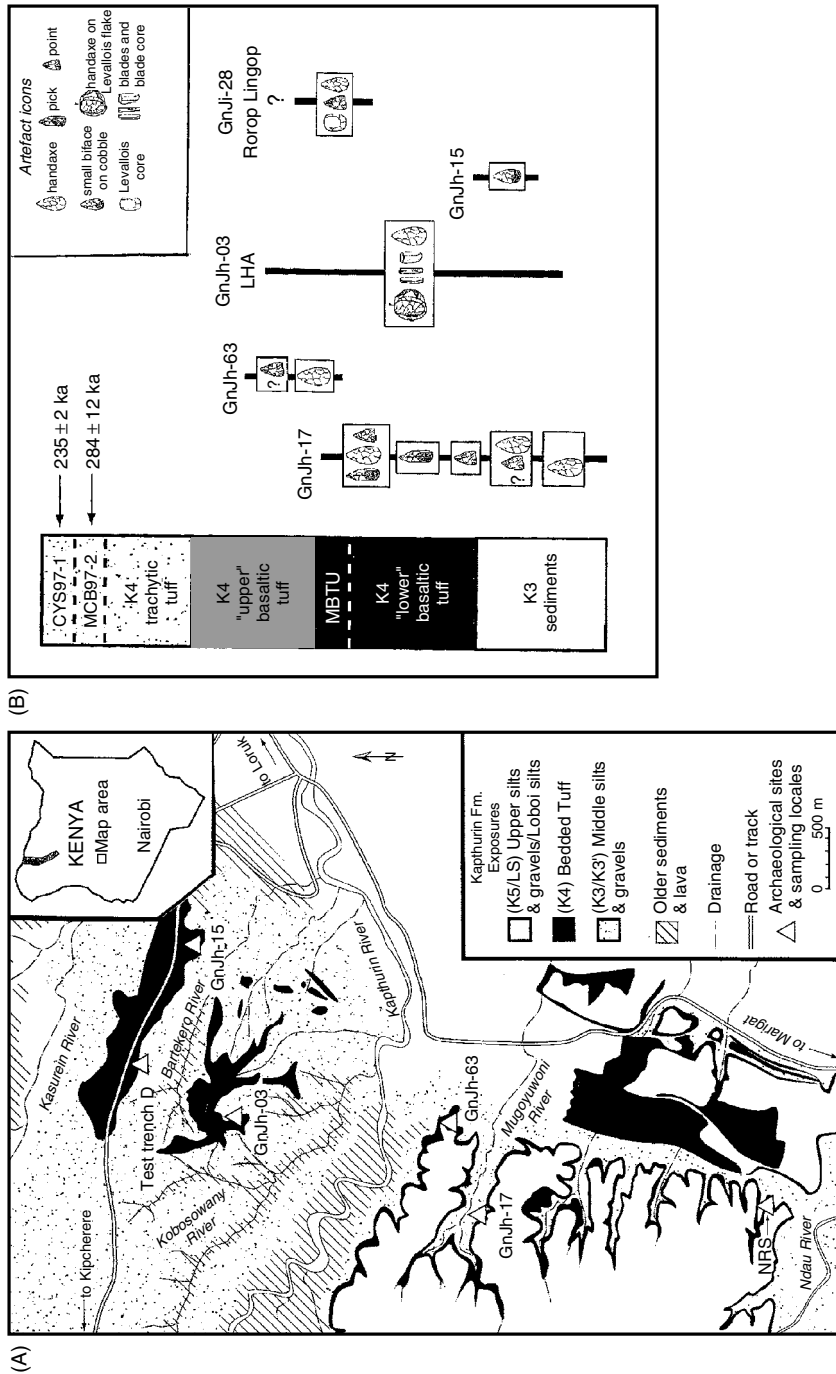 (A)
KENYA
Map area
Nairobi
to Loruk
N
to Kipcherere
Kasurein River
Test trench D
Bartekero River
GnJh-15
GnJh-03
Kobosowany
River
Kapthurin River
GnJh-63
Mugoyuwoni
River
GnJh-17
to Marigat
NRS
Ndau River
Kapthurin Fm.
Exposures
(K5/LS) Upper silts
& gravels/Loboi silts
(K4) Bedded Tuff
(K3/K3') Middle silts
& gravels
Older sediments
& lava
Drainage
Road or track
Archaeological sites
& sampling locales
0 500 m
(B)
CYS97-1
235 ± 2 ka
MCB97-2
284 ± 12 ka
K4
trachytic
tuff
K4
"upper"
basaltic
tuff
MBTU
K4
"lower"
basaltic
tuff
K3
sediments
GnJh-17
?
GnJh-63
?
GnJh-03
LHA
GnJh-15
GnJi-28
Rorop Lingop
?
Artefact icons
handaxe
pick
point
small biface
on cobble
handaxe on
Levallois flake
Levallois
core
blades and
blade core